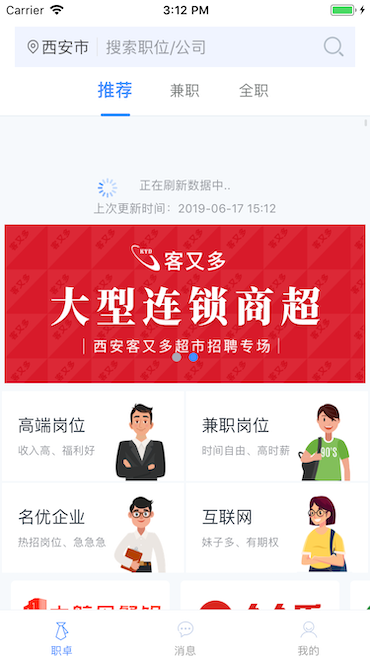 Carrier 3:12 PM
西安市 搜索职位/公司
推荐 兼职 全职
正在刷新数据中..
上次更新时间：2019-06-17 15:12
KYD 客又多
大型连锁商超
西安客又多超市招聘专场
高端岗位
收入高、福利好
兼职岗位
时间自由、高时薪
90'S
名优企业
热招岗位、急急急
互联网
妹子多、有期权
职卓 消息 我的